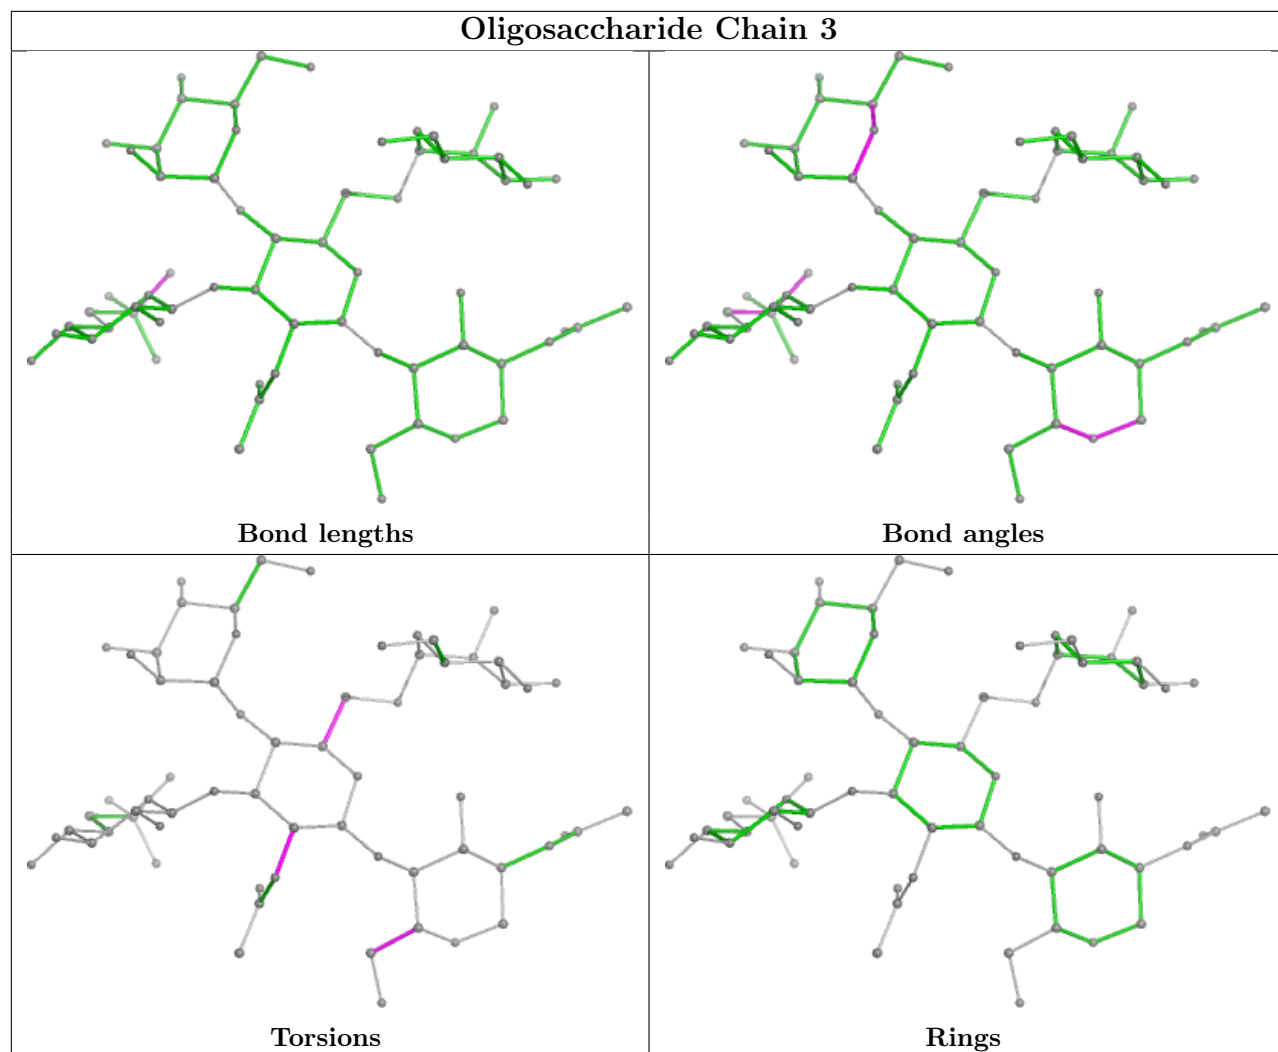 Oligosaccharide Chain 3
Bond lengths
Bond angles
Torsions
Rings